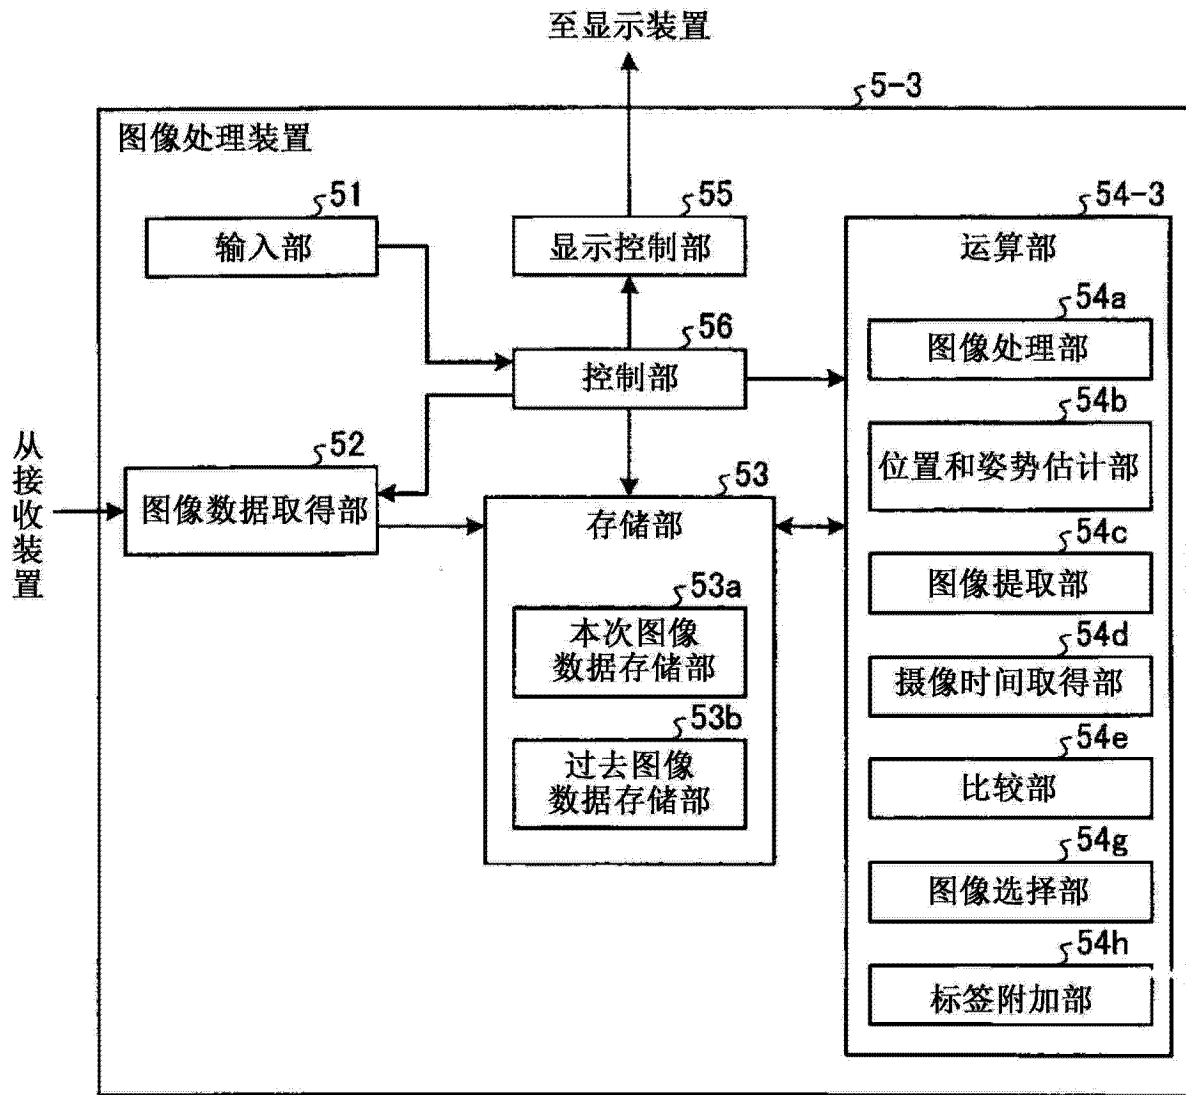 至显示装置
5-3
图像处理装置
51
输入部
55
显示控制部
56
控制部
从接收装置
52
图像数据取得部
53
存储部
53a
本次图像
数据存储部
53b
过去图像
数据存储部
54-3
运算部
54a
图像处理部
54b
位置和姿势估计部
54c
图像提取部
54d
摄像时间取得部
54e
比较部
54g
图像选择部
54h
标签附加部